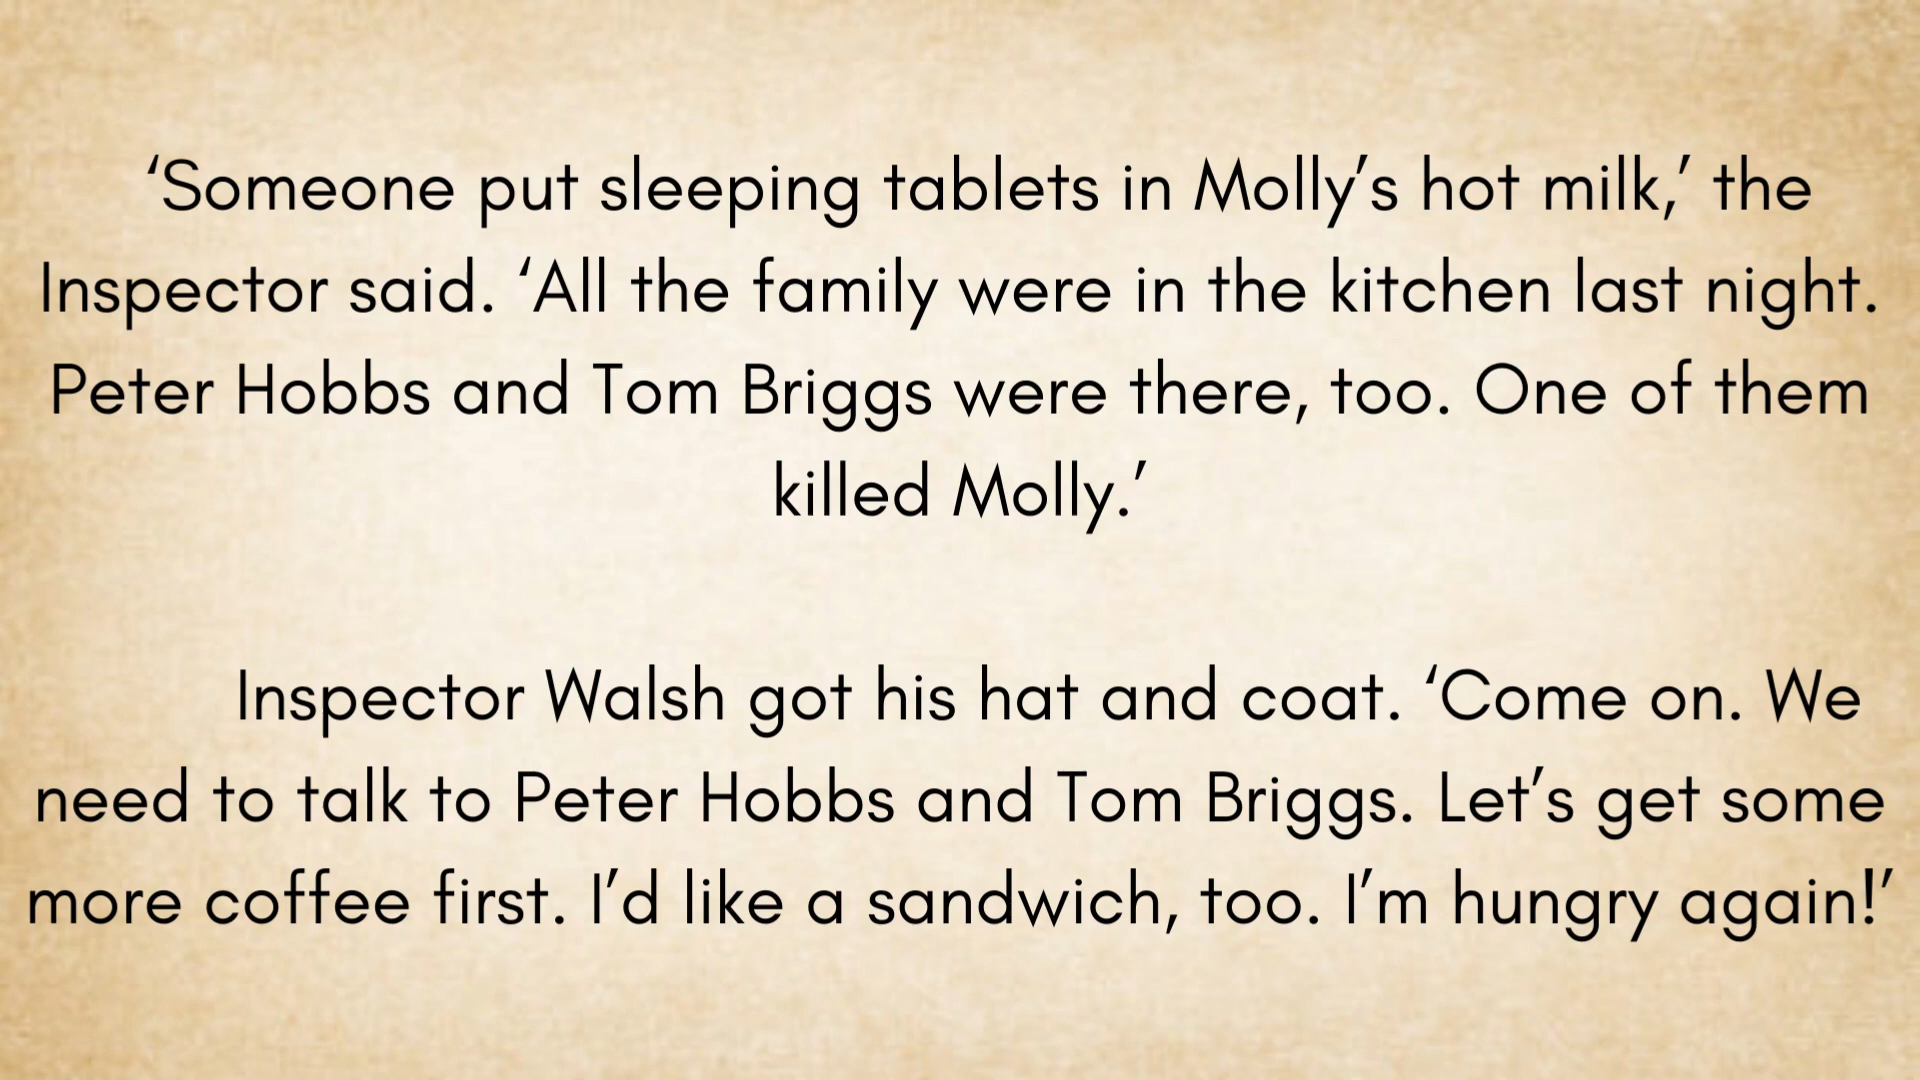 ‘Someone put sleeping tablets in Molly’s hot milk,’ the
Inspector said. ‘All the family were in the kitchen last night.
Peter Hobbs and Tom Briggs were there, too. One of them
killed Molly.’
Inspector Walsh got his hat and coat. ‘Come on. We
need to talk to Peter Hobbs and Tom Briggs. Let’s get some
more coffee first. I’d like a sandwich, too. I’m hungry again!’